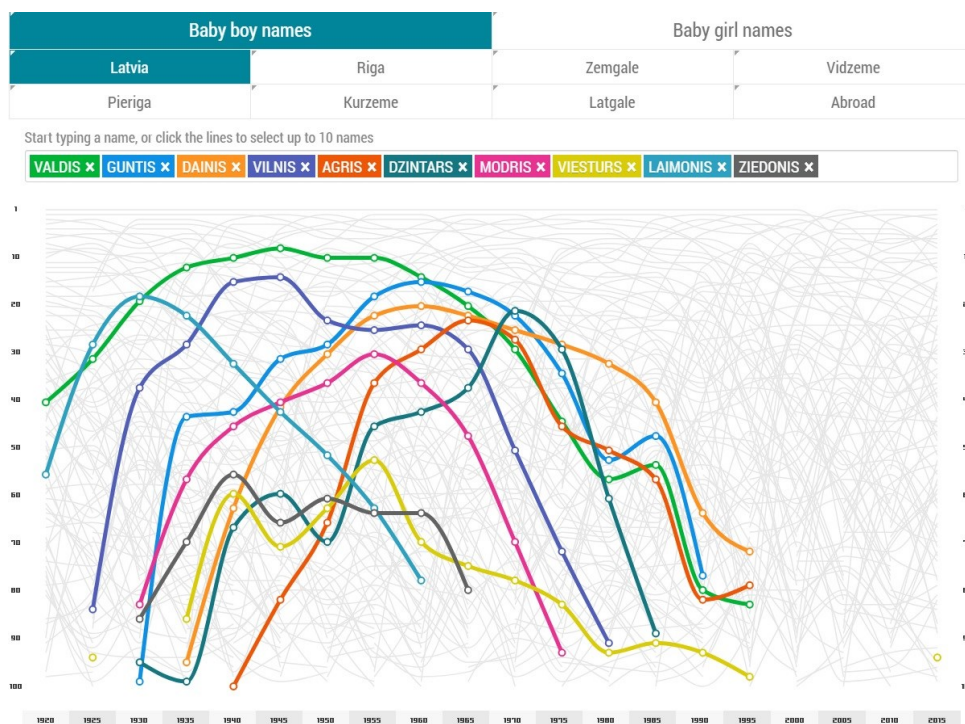 Baby boy names Baby girl names
Latvia Riga Zemgale Vidzeme
Pieriga Kurzeme Latgale Abroad
Start typing a name, or click the lines to select up to 10 names
VALDIS × GUNTIS × DAINIS × VILNIS × AGRIS × DZINTARS × MODRIS × VIESTURS × LAIMONIS × ZIEDONIS ×
1
10
20
30
40
50
60
70
80
90
100
1920 1925 1930 1935 1940 1945 1950 1955 1960 1965 1970 1975 1980 1985 1990 1995 2000 2005 2010 2015